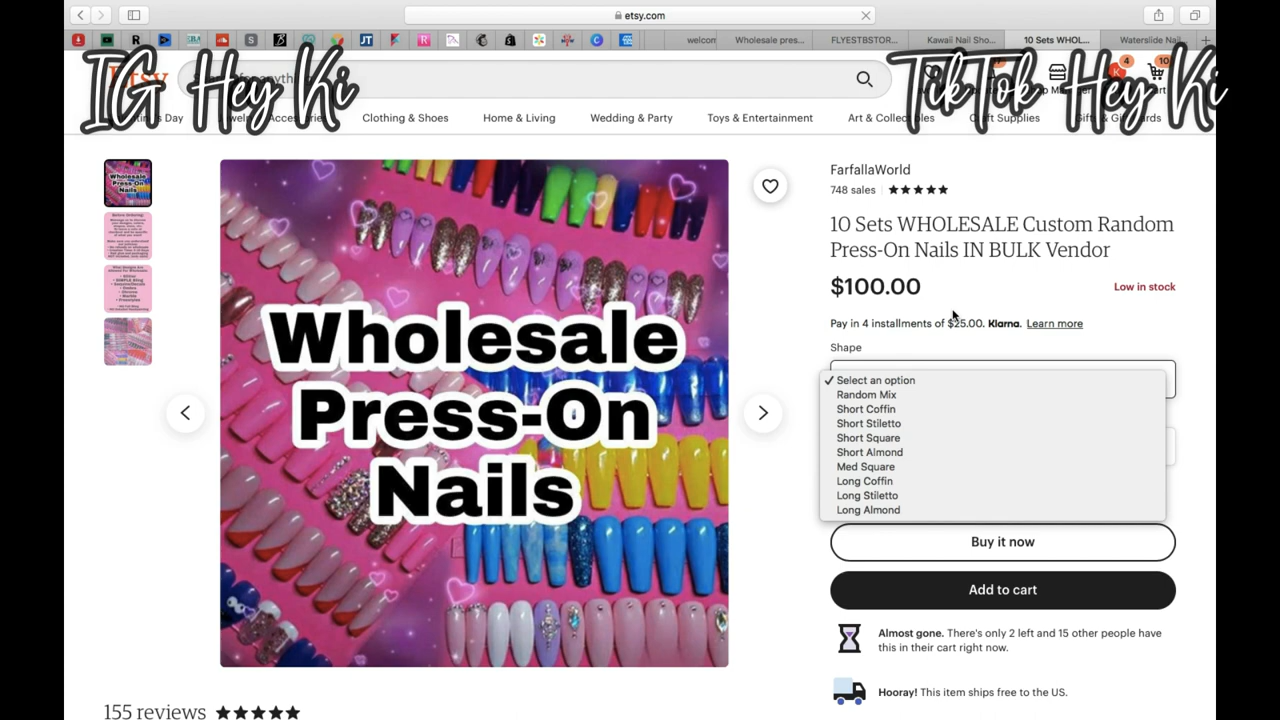 etsy.com
welcom
Wholesale pres...
FLYESTBSTOR...
Kawaii Nail Sho...
10 Sets WHOL...
Waterslide Nail
IG Hey Ki
TikTok Hey Ki
4
10
Clothing & Shoes
Home & Living
Wedding & Party
Toys & Entertainment
Art & Collectibles
Craft Supplies
Wholesale
Press-On
Nails
FarfallaWorld
748 sales
10 Sets WHOLESALE Custom Random
Press-On Nails IN BULK Vendor
$100.00
Low in stock
Pay in 4 installments of $25.00. Klarna. Learn more
Shape
Select an option
Random Mix
Short Coffin
Short Stiletto
Short Square
Short Almond
Med Square
Long Coffin
Long Stiletto
Long Almond
Buy it now
Add to cart
Almost gone. There's only 2 left and 15 other people have
this in their cart right now.
Hooray! This item ships free to the US.
155 reviews